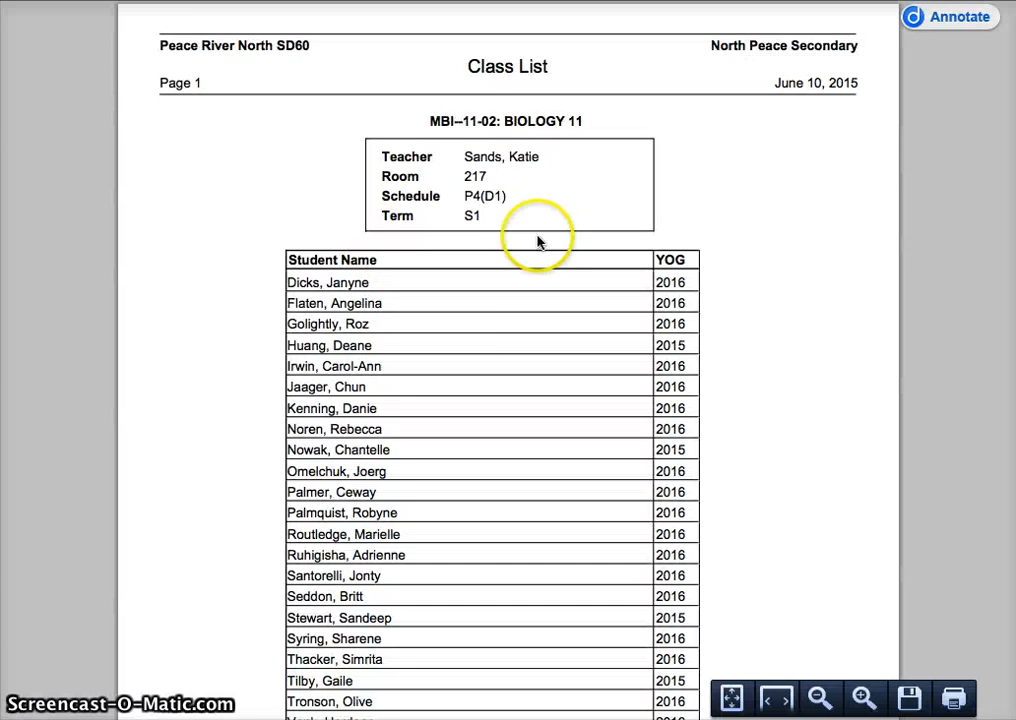 Annotate
Peace River North SD60 North Peace Secondary
Class List
Page 1 June 10, 2015
MBI--11-02: BIOLOGY 11
Teacher Sands, Katie
Room 217
Schedule P4(D1)
Term S1
Student Name YOG
Dicks, Janyne 2016
Flaten, Angelina 2016
Golightly, Roz 2016
Huang, Deane 2015
Irwin, Carol-Ann 2016
Jaager, Chun 2016
Kenning, Danie 2016
Noren, Rebecca 2016
Nowak, Chantelle 2015
Omelchuk, Joerg 2016
Palmer, Ceway 2016
Palmquist, Robyne 2016
Routledge, Marielle 2016
Ruhigisha, Adrienne 2016
Santorelli, Jonty 2016
Seddon, Britt 2016
Stewart, Sandeep 2015
Syring, Sharene 2016
Thacker, Simrita 2016
Tilby, Gaile 2015
Tronson, Olive 2016
Screencast-O-Matic.com